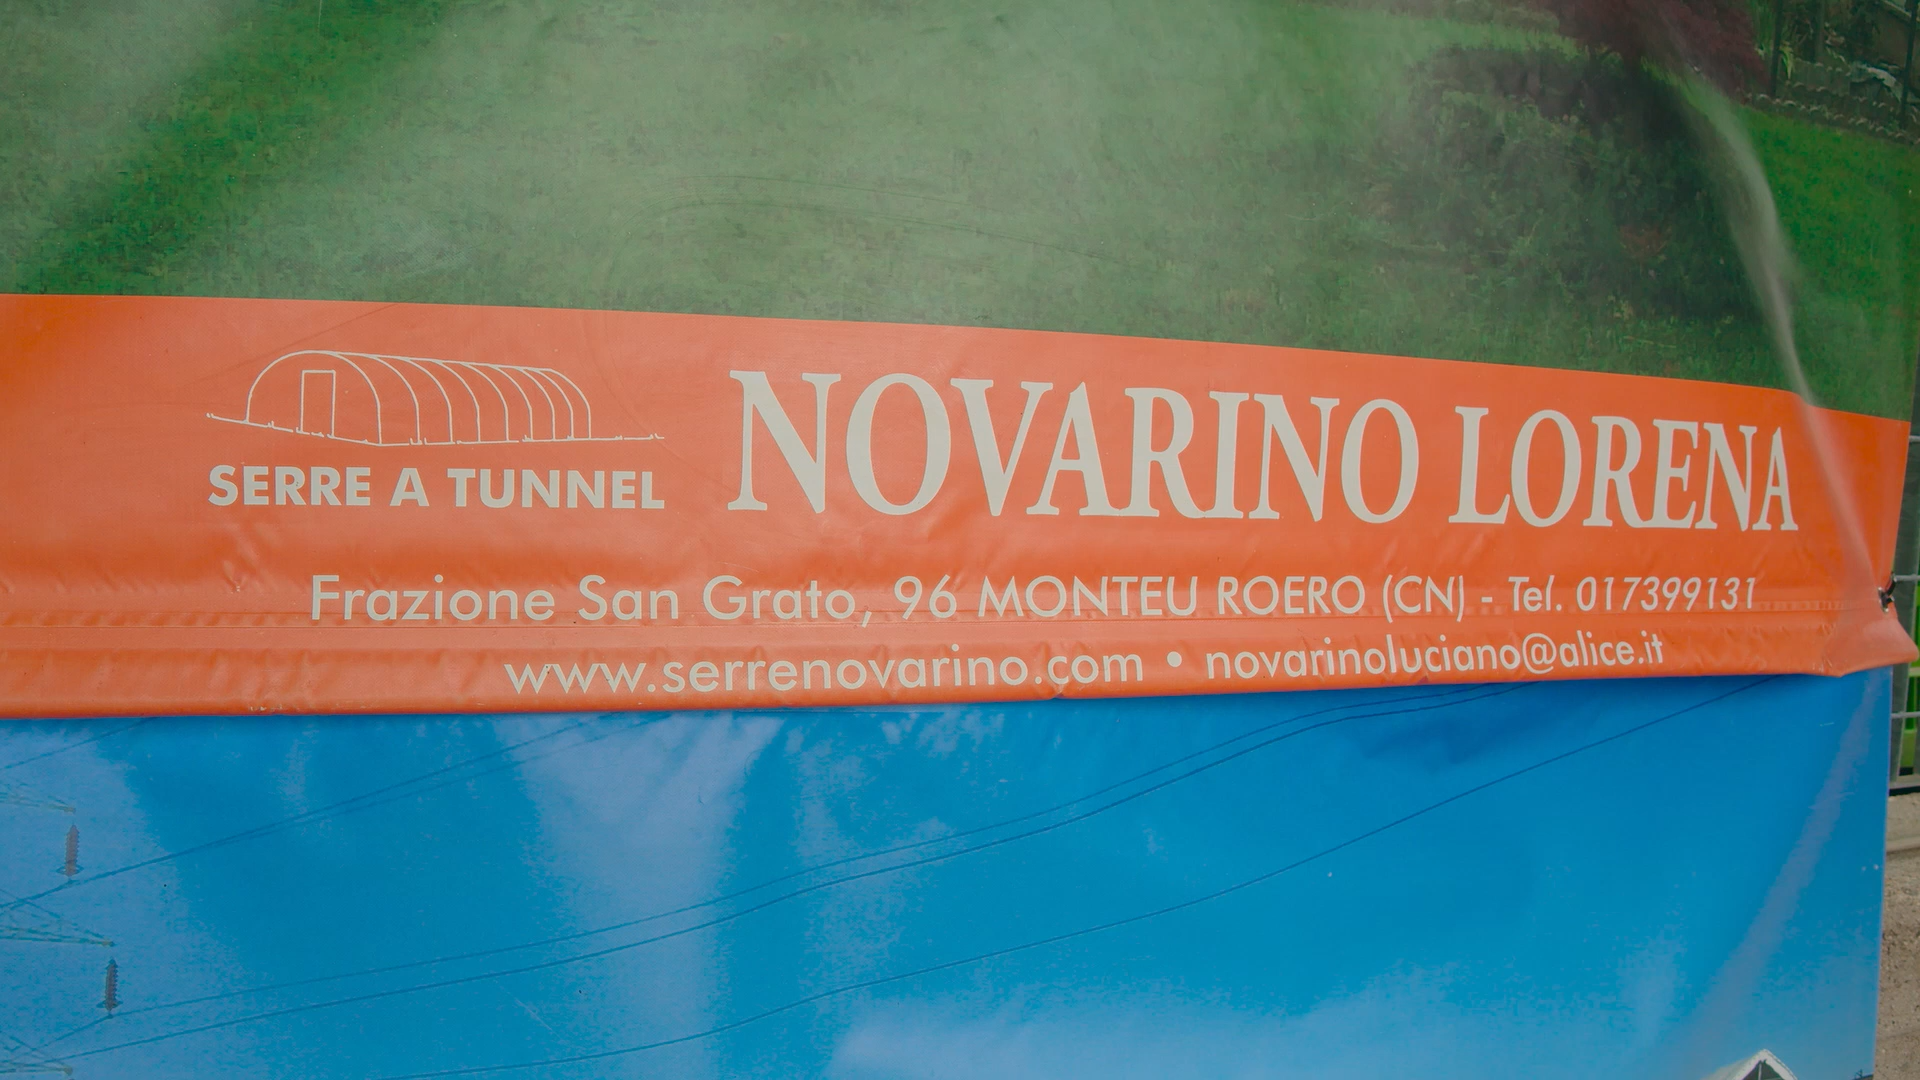 SERRE A TUNNEL
NOVARINO LORENA
Frazione San Grato, 96 MONTEU ROERO (CN) - Tel. 017399131
www.serrenovarino.com • novarinoluciano@alice.it